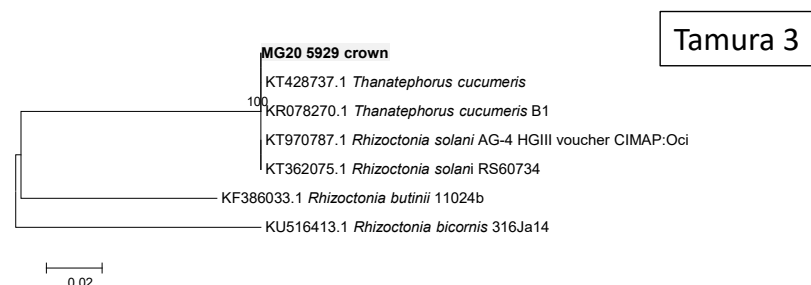 Tamura 3
MG20 5929 crown
KT428737.1 Thanatephorus cucumeris
100
KR078270.1 Thanatephorus cucumeris B1
KT970787.1 Rhizoctonia solani AG-4 HGIII voucher CIMAP:Oci
KT362075.1 Rhizoctonia solani RS60734
KF386033.1 Rhizoctonia butinii 11024b
KU516413.1 Rhizoctonia bicornis 316Ja14
0.02